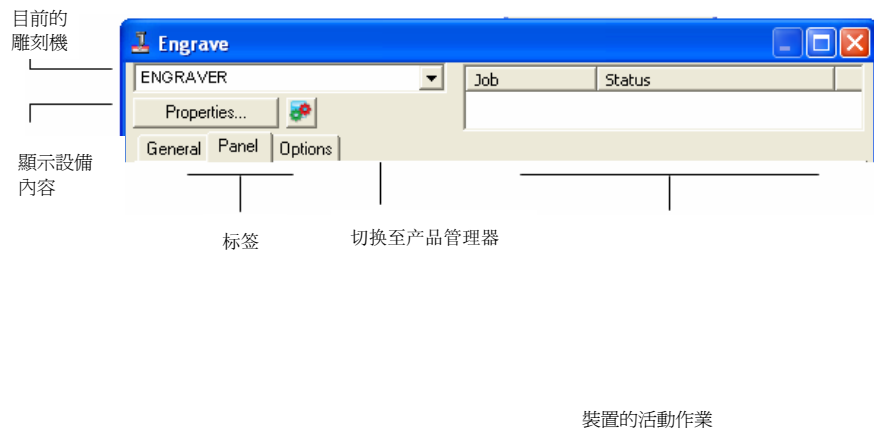 目前的
雕刻機
Engrave
ENGRAVER
Job Status
Properties...
General Panel Options
顯示設備
內容
标签
切换至产品管理器
裝置的活動作業